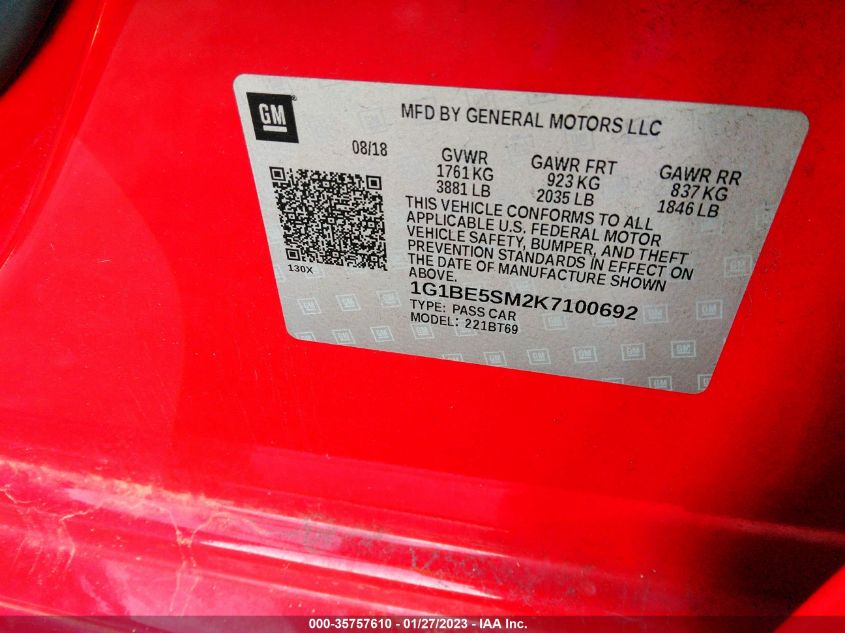 GM
MFD BY GENERAL MOTORS LLC
08/18
GVWR
1761 KG
3881 LB
GAWR FRT
923 KG
2035 LB
GAWR RR
837 KG
1846 LB
THIS VEHICLE CONFORMS TO ALL
APPLICABLE U.S. FEDERAL MOTOR
VEHICLE SAFETY, BUMPER, AND THEFT
PREVENTION STANDARDS IN EFFECT ON
THE DATE OF MANUFACTURE SHOWN
ABOVE.
130X
1G1BE5SM2K7100692
TYPE: PASS CAR
MODEL: 221BT69
000-35757610 - 01/27/2023 - IAA Inc.